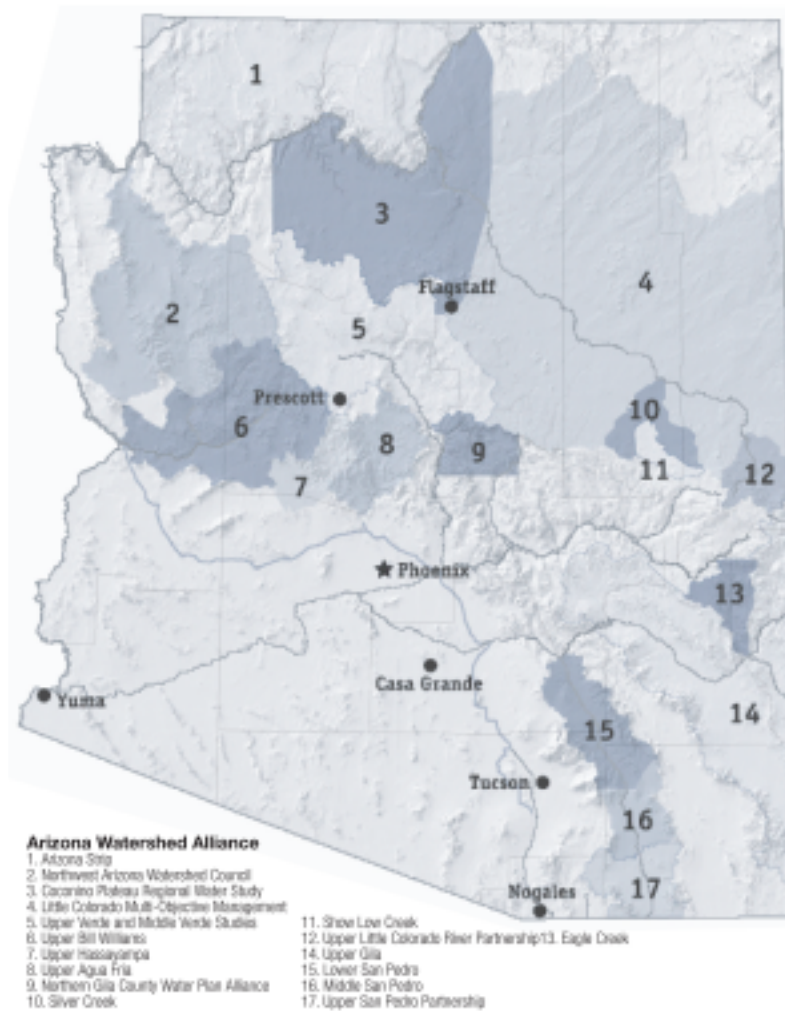 1
3
4
2
Flagstaff
5
Prescott
10
6
8
9
11
12
7
Phoenix
13
Casa Grande
Yuma
14
15
Tucson
16
17
Nogales
Arizona Watershed Alliance
1. Arizona Strip
2. Northwest Arizona Watershed Council
3. Coconino Plateau Regional Water Study
4. Little Colorado Multi-Objective Management
5. Upper Verde and Middle Verde Studies
6. Upper Bill Williams
7. Upper Hassayampa
8. Upper Agua Fria
9. Northern Gila County Water Plan Alliance
10. Silver Creek
11. Show Low Creek
12. Upper Little Colorado River Partnership13. Eagle Creek
14. Upper Gila
15. Lower San Pedro
16. Middle San Pedro
17. Upper San Pedro Partnership